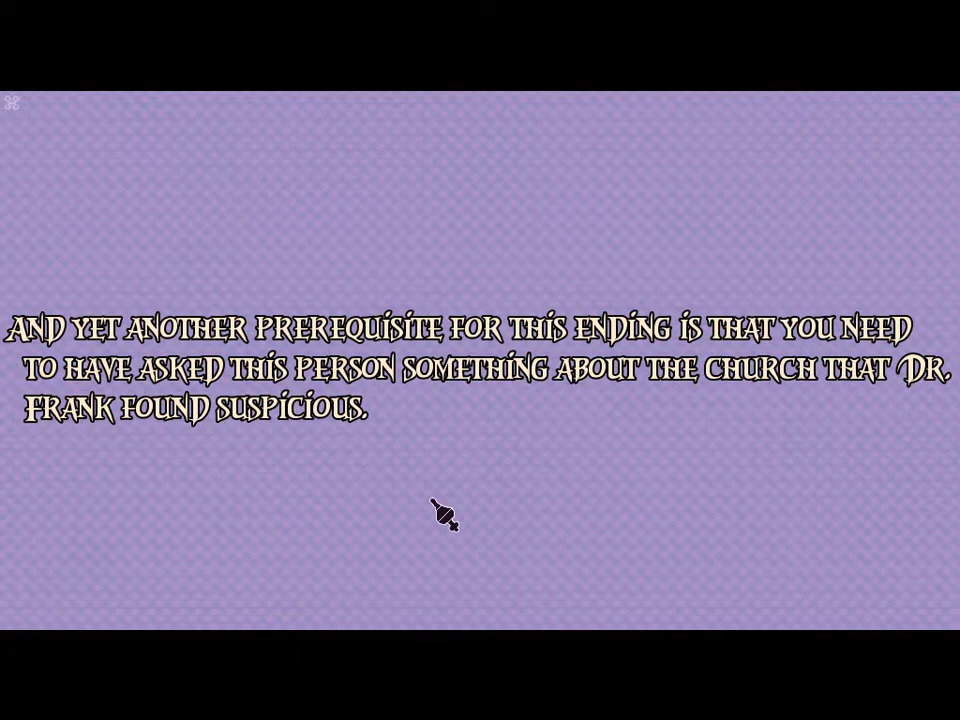 And yet another prerequisite for this ending is that you need
to have asked this person something about the church that Dr.
Frank found suspicious.